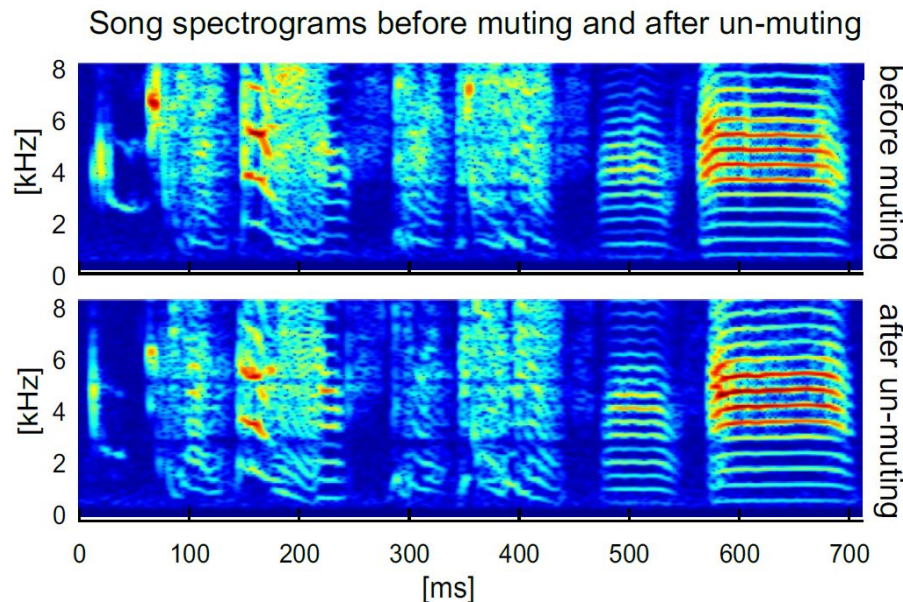 Song spectrograms before muting and after un-muting
8
6
4
2
0
[kHz]
before muting
8
6
4
2
0
[kHz]
after un-muting
0 100 200 300 400 500 600 700
[ms]